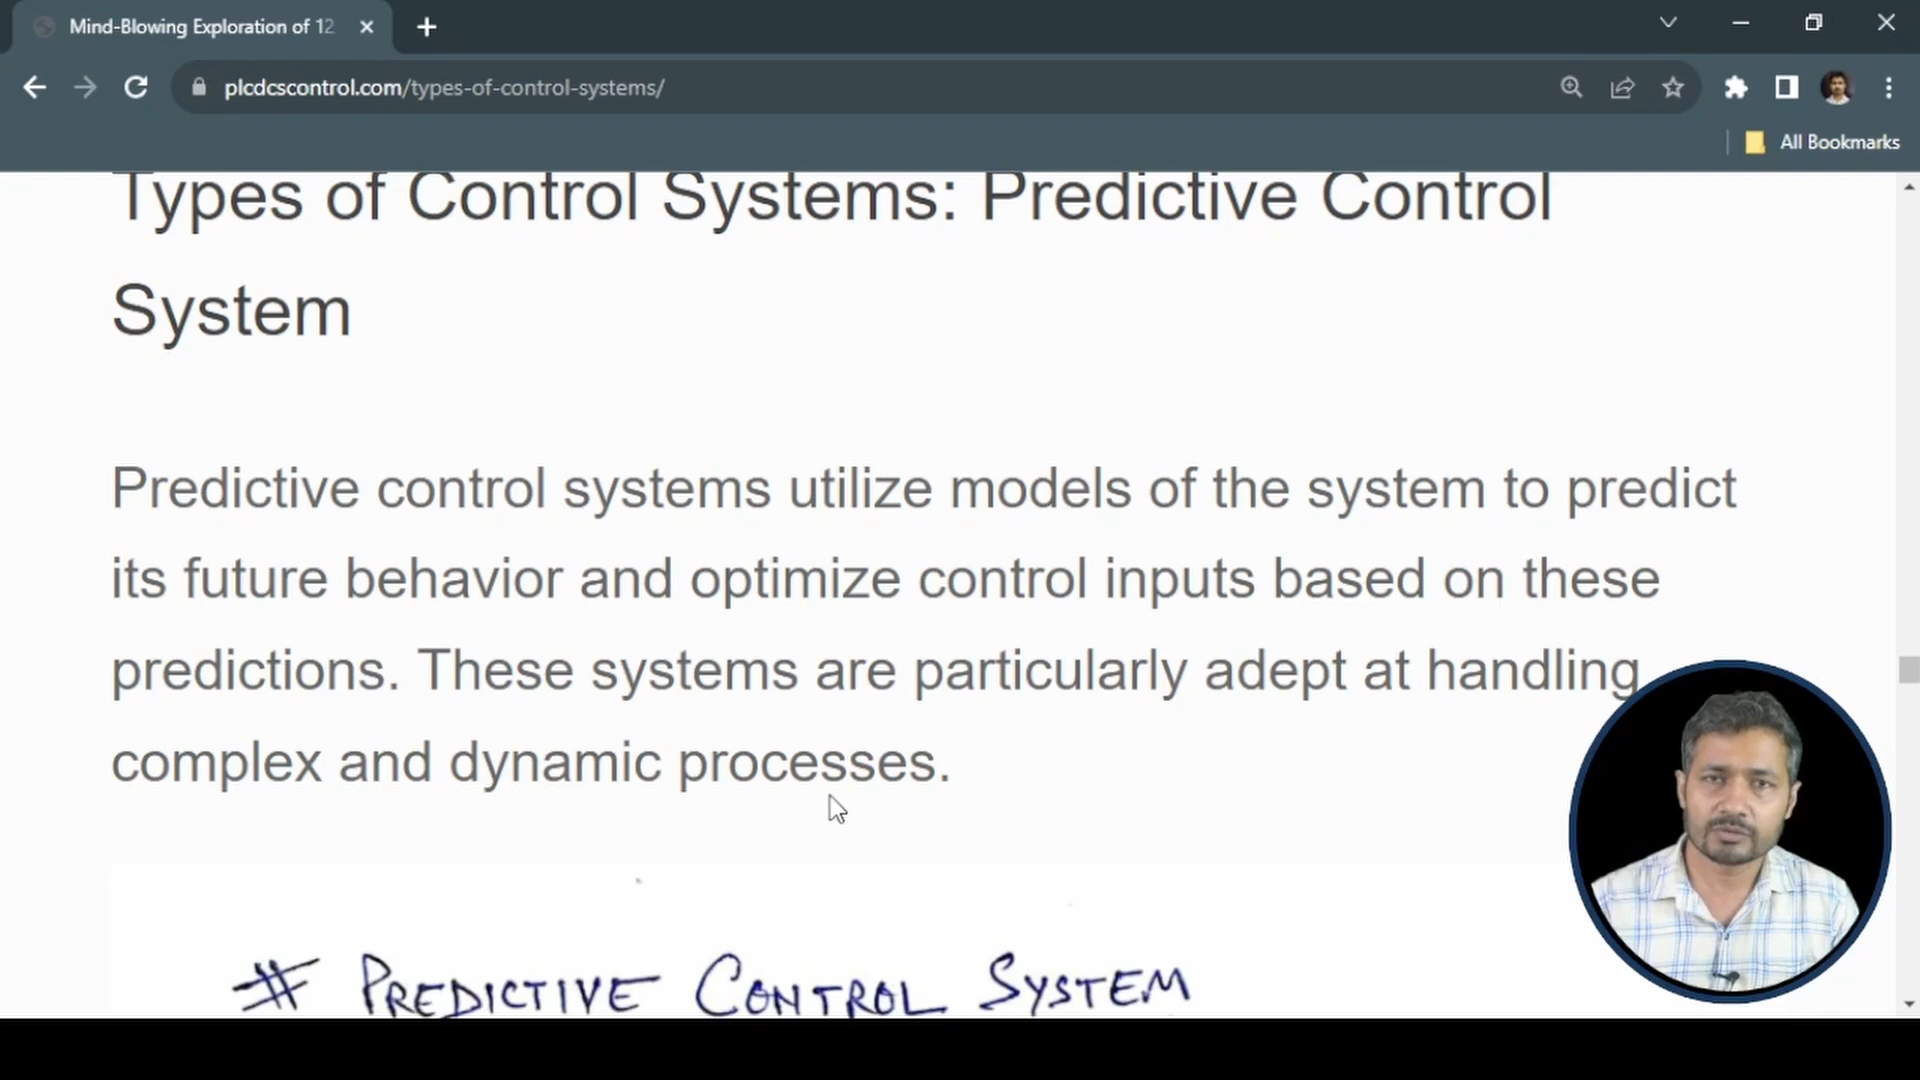 Mind-Blowing Exploration of 12
plcdcscontrol.com/types-of-control-systems/
All Bookmarks
Types of Control Systems: Predictive Control
System
Predictive control systems utilize models of the system to predict
its future behavior and optimize control inputs based on these
predictions. These systems are particularly adept at handling
complex and dynamic processes.
# PREDICTIVE CONTROL SYSTEM